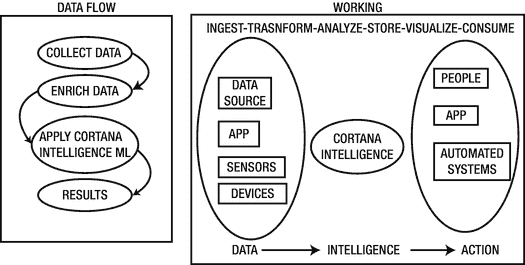 DATA FLOW
COLLECT DATA
ENRICH DATA
APPLY CORTANA
INTELLIGENCE ML
RESULTS
WORKING
INGEST-TRASNFORM-ANALYZE-STORE-VISUALIZE-CONSUME
DATA
SOURCE
APP
SENSORS
DEVICES
CORTANA
INTELLIGENCE
PEOPLE
APP
AUTOMATED
SYSTEMS
DATA INTELLIGENCE ACTION